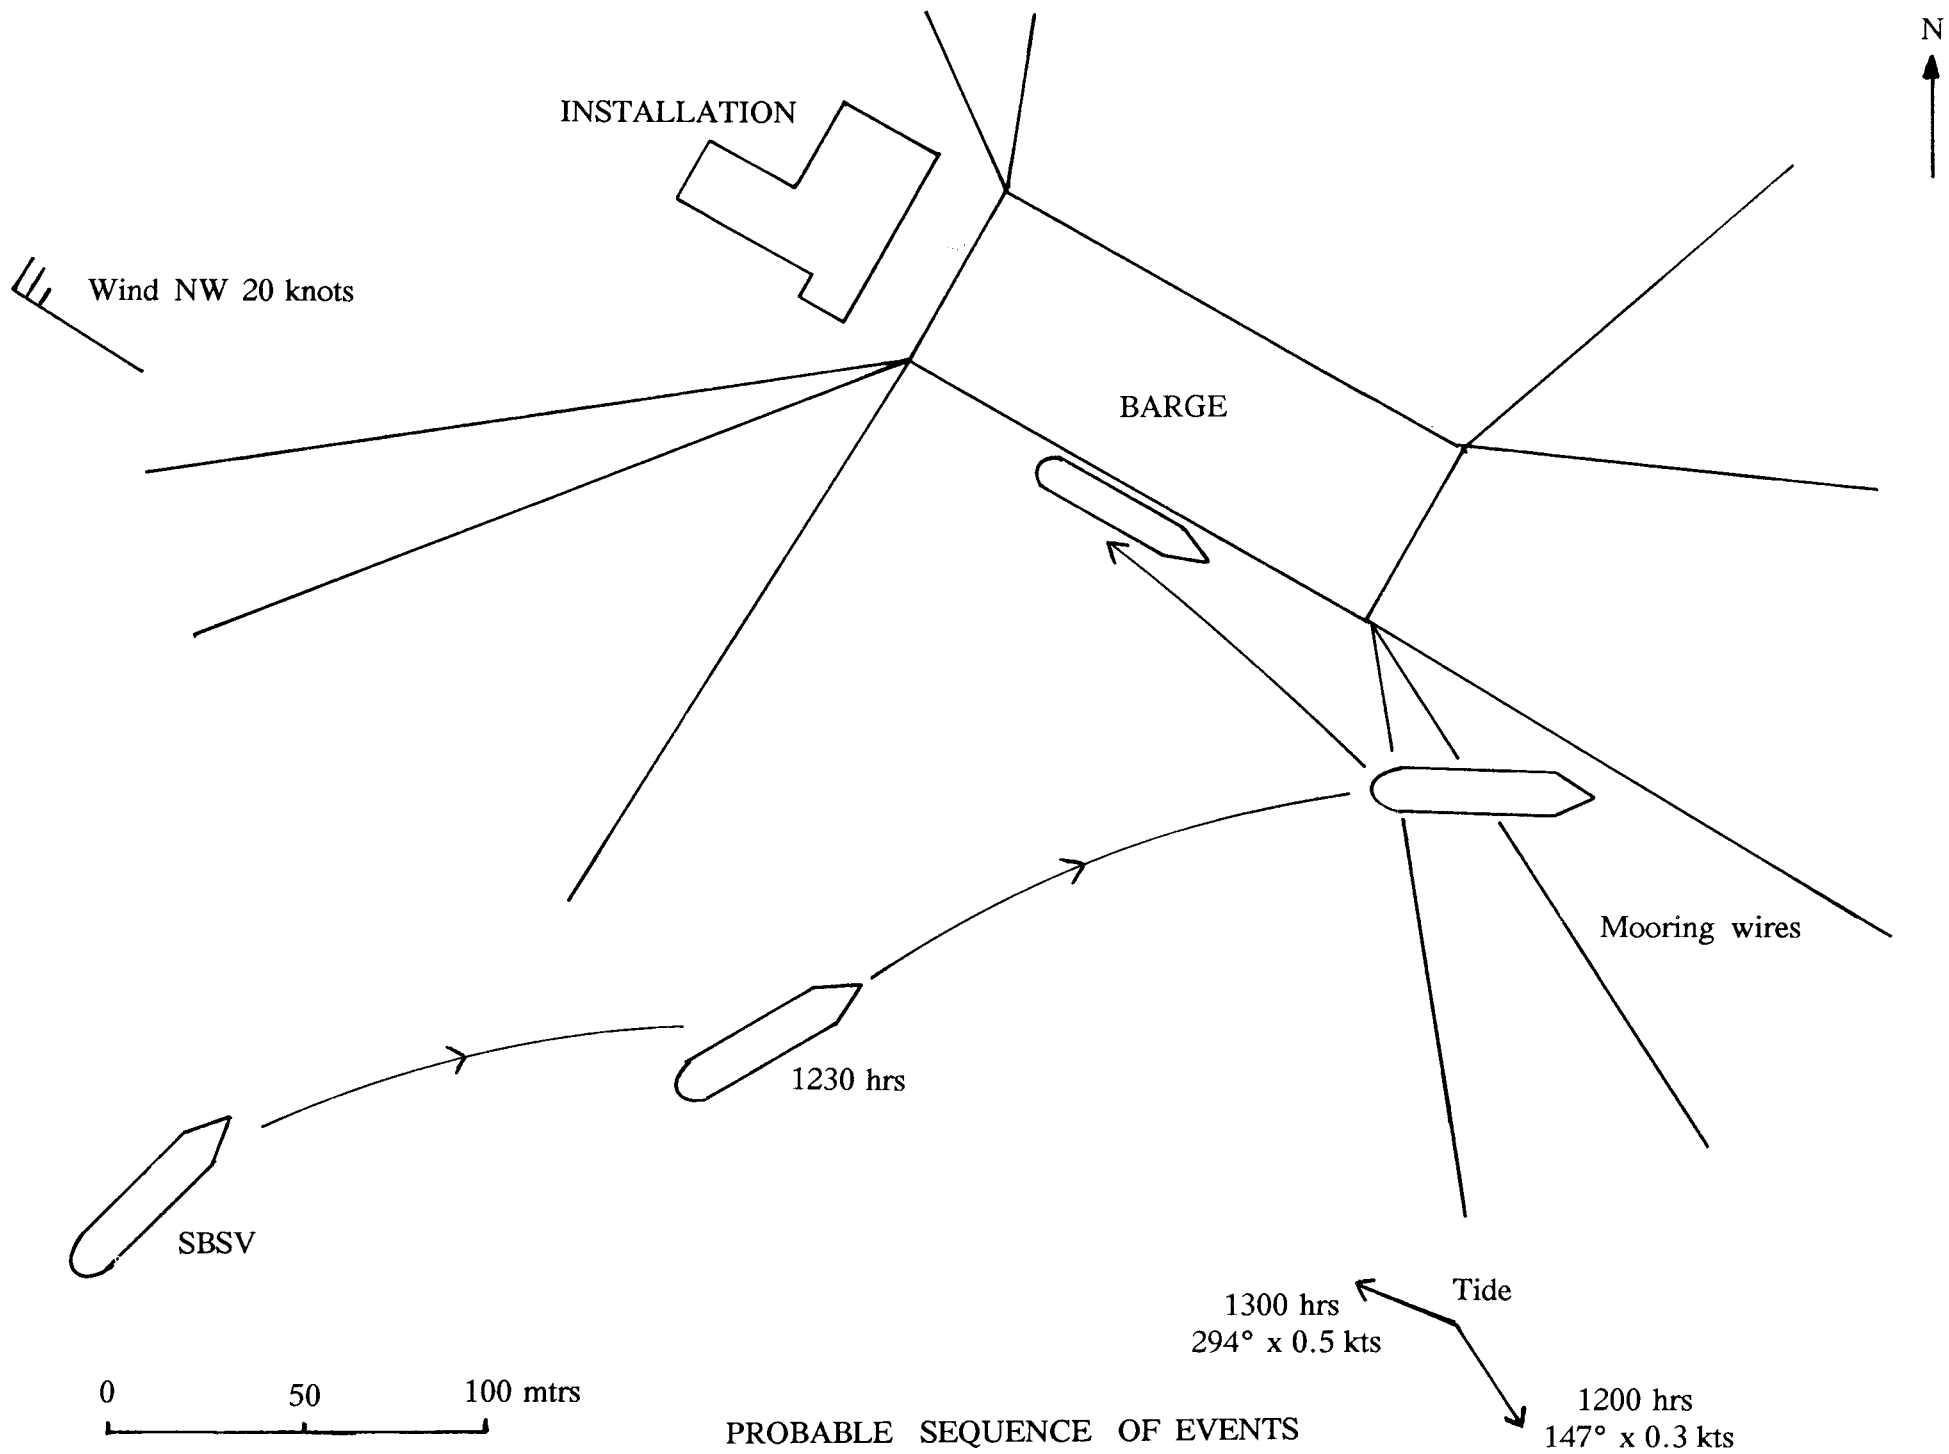 N
INSTALLATION
Wind NW 20 knots
BARGE
Mooring wires
1230 hrs
SBSV
Tide
1300 hrs
294° x 0.5 kts
0 50 100 mtrs
1200 hrs
147° x 0.3 kts
PROBABLE SEQUENCE OF EVENTS